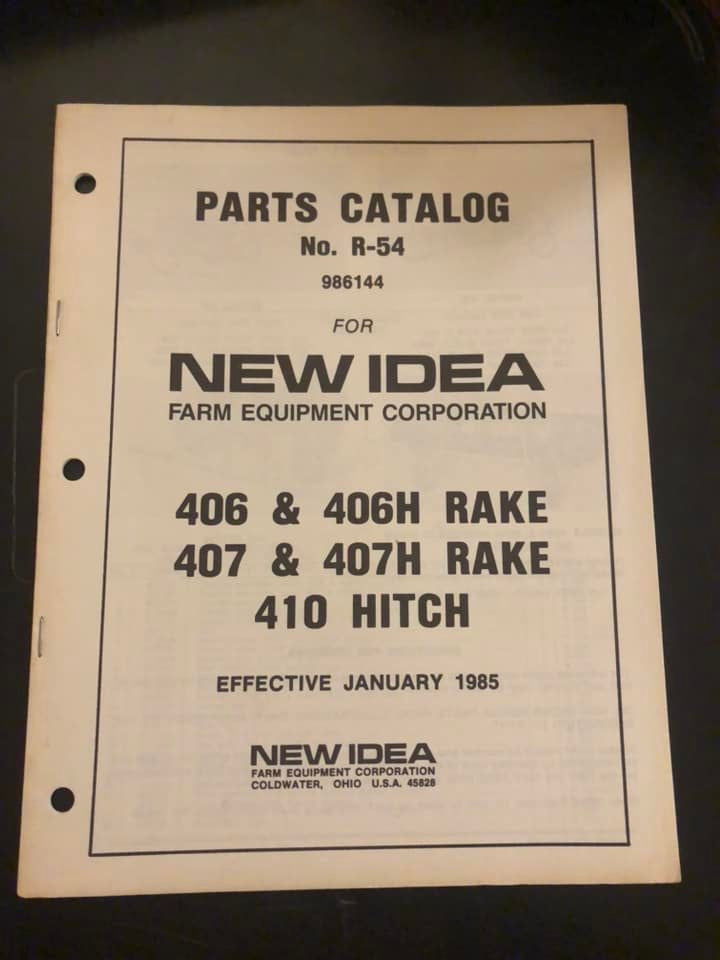 PARTS CATALOG
No. R-54
986144
FOR
NEW IDEA
FARM EQUIPMENT CORPORATION
406 & 406H RAKE
407 & 407H RAKE
410 HITCH
EFFECTIVE JANUARY 1985
NEW IDEA
FARM EQUIPMENT CORPORATION
COLDWATER, OHIO U.S.A. 45828